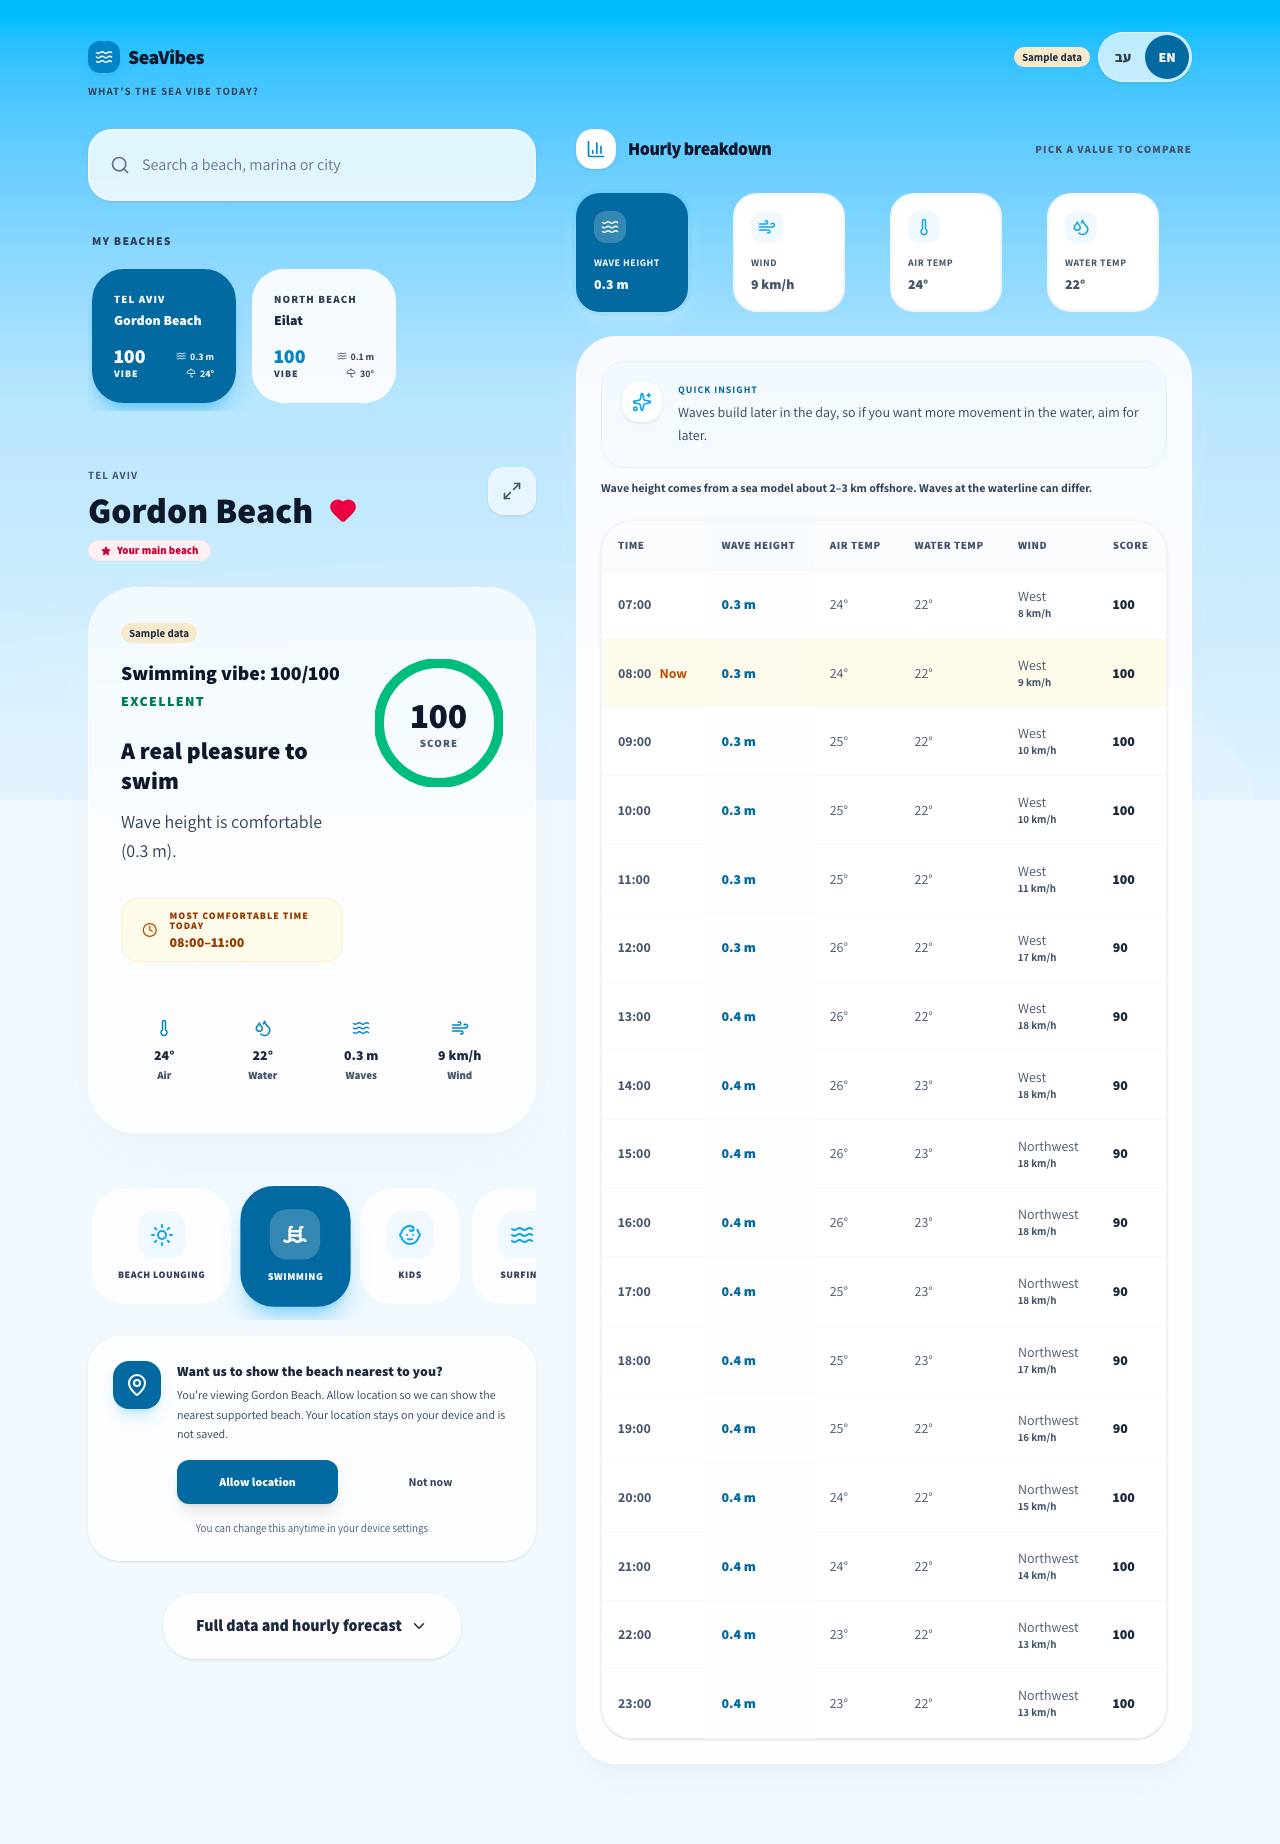 SeaVibes
WHAT'S THE SEA VIBE TODAY?
Sample data
עב
EN
Search a beach, marina or city
MY BEACHES
TEL AVIV
Gordon Beach
100
VIBE
0.3 m
24°
NORTH BEACH
Eilat
100
VIBE
0.1 m
30°
TEL AVIV
Gordon Beach
Your main beach
Sample data
Swimming vibe: 100/100
EXCELLENT
A real pleasure to
swim
Wave height is comfortable
(0.3 m).
100
SCORE
MOST COMFORTABLE TIME
TODAY
08:00–11:00
24°
Air
22°
Water
0.3 m
Waves
9 km/h
Wind
BEACH LOUNGING
SWIMMING
KIDS
SURFIN
Want us to show the beach nearest to you?
You're viewing Gordon Beach. Allow location so we can show the
nearest supported beach. Your location stays on your device and is
not saved.
Allow location
Not now
You can change this anytime in your device settings
Full data and hourly forecast
Hourly breakdown
PICK A VALUE TO COMPARE
WAVE HEIGHT
0.3 m
WIND
9 km/h
AIR TEMP
24°
WATER TEMP
22°
QUICK INSIGHT
Waves build later in the day, so if you want more movement in the water, aim for
later.
Wave height comes from a sea model about 2–3 km offshore. Waves at the waterline can differ.
TIME WAVE HEIGHT AIR TEMP WATER TEMP WIND SCORE
07:00 0.3 m 24° 22° West 8 km/h 100
08:00 Now 0.3 m 24° 22° West 9 km/h 100
09:00 0.3 m 25° 22° West 10 km/h 100
10:00 0.3 m 25° 22° West 10 km/h 100
11:00 0.3 m 25° 22° West 11 km/h 100
12:00 0.3 m 26° 22° West 17 km/h 90
13:00 0.4 m 26° 22° West 18 km/h 90
14:00 0.4 m 26° 23° West 18 km/h 90
15:00 0.4 m 26° 23° Northwest 18 km/h 90
16:00 0.4 m 26° 23° Northwest 18 km/h 90
17:00 0.4 m 25° 23° Northwest 18 km/h 90
18:00 0.4 m 25° 23° Northwest 17 km/h 90
19:00 0.4 m 25° 22° Northwest 16 km/h 90
20:00 0.4 m 24° 22° Northwest 15 km/h 100
21:00 0.4 m 24° 22° Northwest 14 km/h 100
22:00 0.4 m 23° 22° Northwest 13 km/h 100
23:00 0.4 m 23° 22° Northwest 13 km/h 100